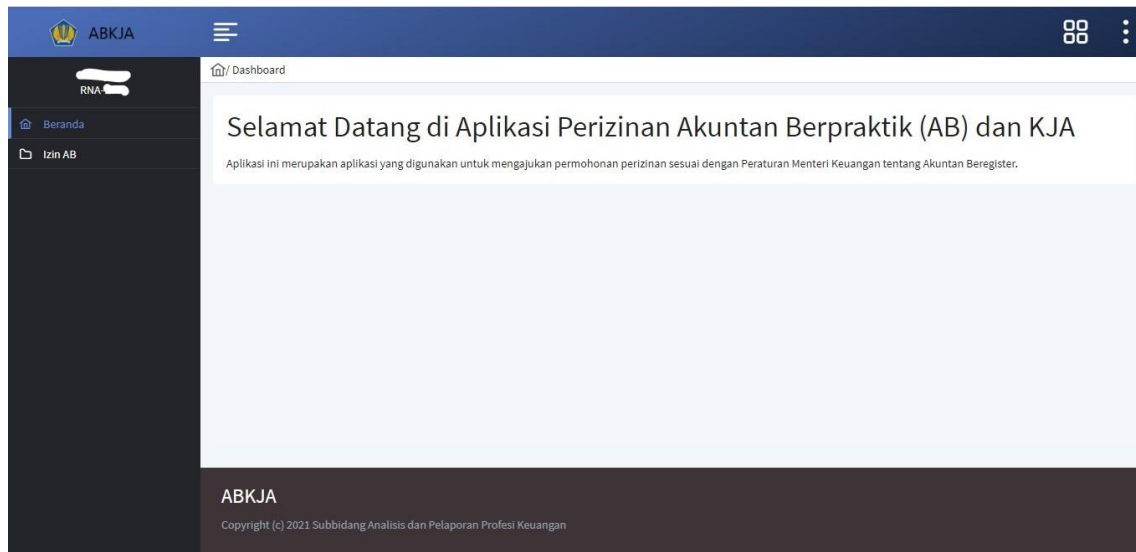 ABKJA
/ Dashboard
RNA-
Beranda
Izin AB
Selamat Datang di Aplikasi Perizinan Akuntan Berpraktik (AB) dan KJA
Aplikasi ini merupakan aplikasi yang digunakan untuk mengajukan permohonan perizinan sesuai dengan Peraturan Menteri Keuangan tentang Akuntan Beregister.
ABKJA
Copyright (c) 2021 Subbidang Analisis dan Pelaporan Profesi Keuangan